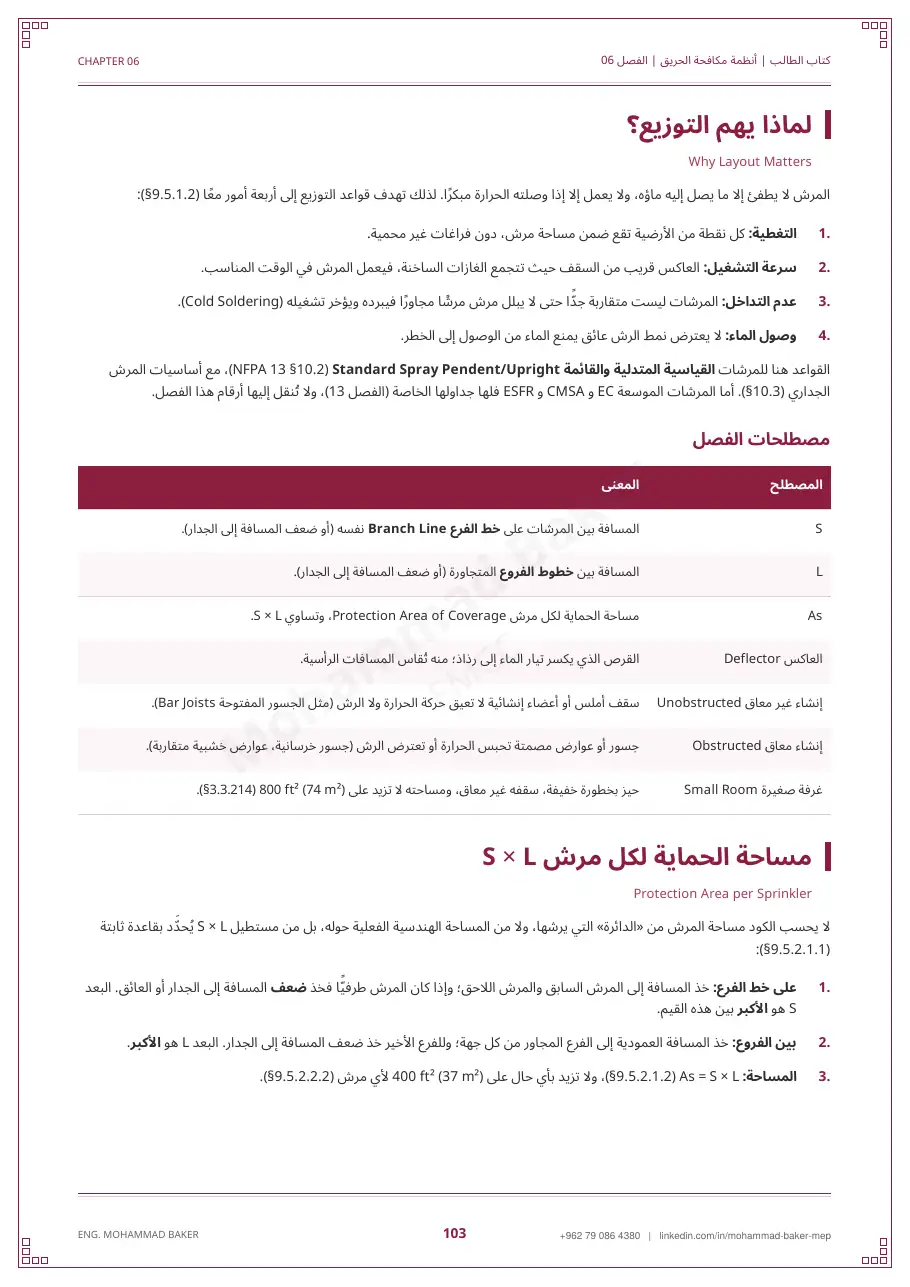 كتاب الطالب | أنظمة مكافحة الحريق | الفصل 06
CHAPTER 06
لماذا يهم التوزيع؟
Why Layout Matters
المرش لا يطفئ إلا ما يصل إليه ماؤه، ولا يعمل إلا إذا وصلته الحرارة مبكرًا. لذلك تهدف قواعد التوزيع إلى أربعة أمور معًا (§9.5.1.2):
1. التغطية: كل نقطة من الأرضية تقع ضمن مساحة مرش، دون فراغات غير محمية.
2. سرعة التشغيل: العاكس قريب من السقف حيث تتجمع الغازات الساخنة، فيعمل المرش في الوقت المناسب.
3. عدم التداخل: المرشات ليست متقاربة جدًّا حتى لا يبلل مرش مرشًا مجاورًا فيبرده ويؤخر تشغيله (Cold Soldering).
4. وصول الماء: لا يعترض نمط الرش عائق يمنع الماء من الوصول إلى الخطر.
القواعد هنا للمرشات القياسية المتدلية والقائمة Standard Spray Pendent/Upright (NFPA 13 §10.2)، مع أساسيات المرش
الجداري (§10.3). أما المرشات الموسعة EC و CMSA و ESFR فلها جداولها الخاصة (الفصل 13)، ولا تُنقل إليها أرقام هذا الفصل.
مصطلحات الفصل
المصطلح المعنى
S المسافة بين المرشات على خط الفرع Branch Line نفسه (أو ضعف المسافة إلى الجدار).
L المسافة بين خطوط الفروع المتجاورة (أو ضعف المسافة إلى الجدار).
As مساحة الحماية لكل مرش Protection Area of Coverage، وتساوي S × L.
العاكس Deflector القرص الذي يكسر تيار الماء إلى رذاذ؛ منه تُقاس المسافات الرأسية.
إنشاء غير معاق Unobstructed سقف أملس أو أعضاء إنشائية لا تعيق حركة الحرارة ولا الرش (مثل الجسور المفتوحة Bar Joists).
إنشاء معاق Obstructed جسور أو عوارض مصمتة تحبس الحرارة أو تعترض الرش (جسور خرسانية، عوارض خشبية متقاربة).
غرفة صغيرة Small Room حيز بخطورة خفيفة، سقفه غير معاق، ومساحته لا تزيد على 800 ft² (74 m²) (§3.3.214).
مساحة الحماية لكل مرش S × L
Protection Area per Sprinkler
لا يحسب الكود مساحة المرش من «الدائرة» التي يرشها، ولا من المساحة الهندسية الفعلية حوله، بل من مستطيل S × L يُحدَّد بقاعدة ثابتة
(§9.5.2.1.1):
1. على خط الفرع: خذ المسافة إلى المرش السابق والمرش اللاحق؛ وإذا كان المرش طرفيًّا فخذ ضعف المسافة إلى الجدار أو العائق. البعد
S هو الأكبر بين هذه القيم.
2. بين الفروع: خذ المسافة العمودية إلى الفرع المجاور من كل جهة؛ وللفرع الأخير خذ ضعف المسافة إلى الجدار. البعد L هو الأكبر.
3. المساحة: As = S × L (§9.5.2.1.2)، ولا تزيد بأي حال على 400 ft² (37 m²) لأي مرش (§9.5.2.2.2).
ENG. MOHAMMAD BAKER
103
+962 79 086 4380 | linkedin.com/in/mohammad-baker-mep